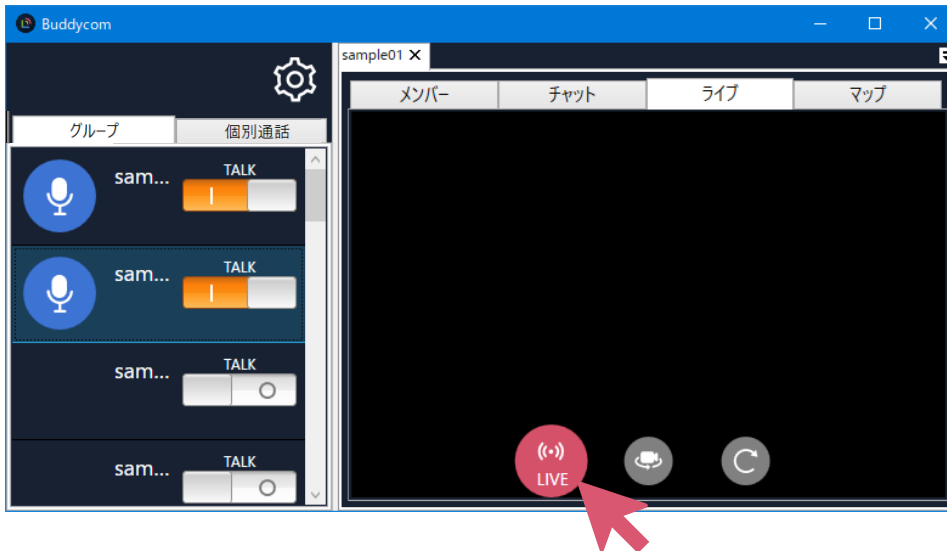 Buddycom
sample01
メンバー
チャット
ライブ
マップ
グループ
個別通話
sam...
TALK
sam...
TALK
sam...
TALK
sam...
TALK
LIVE